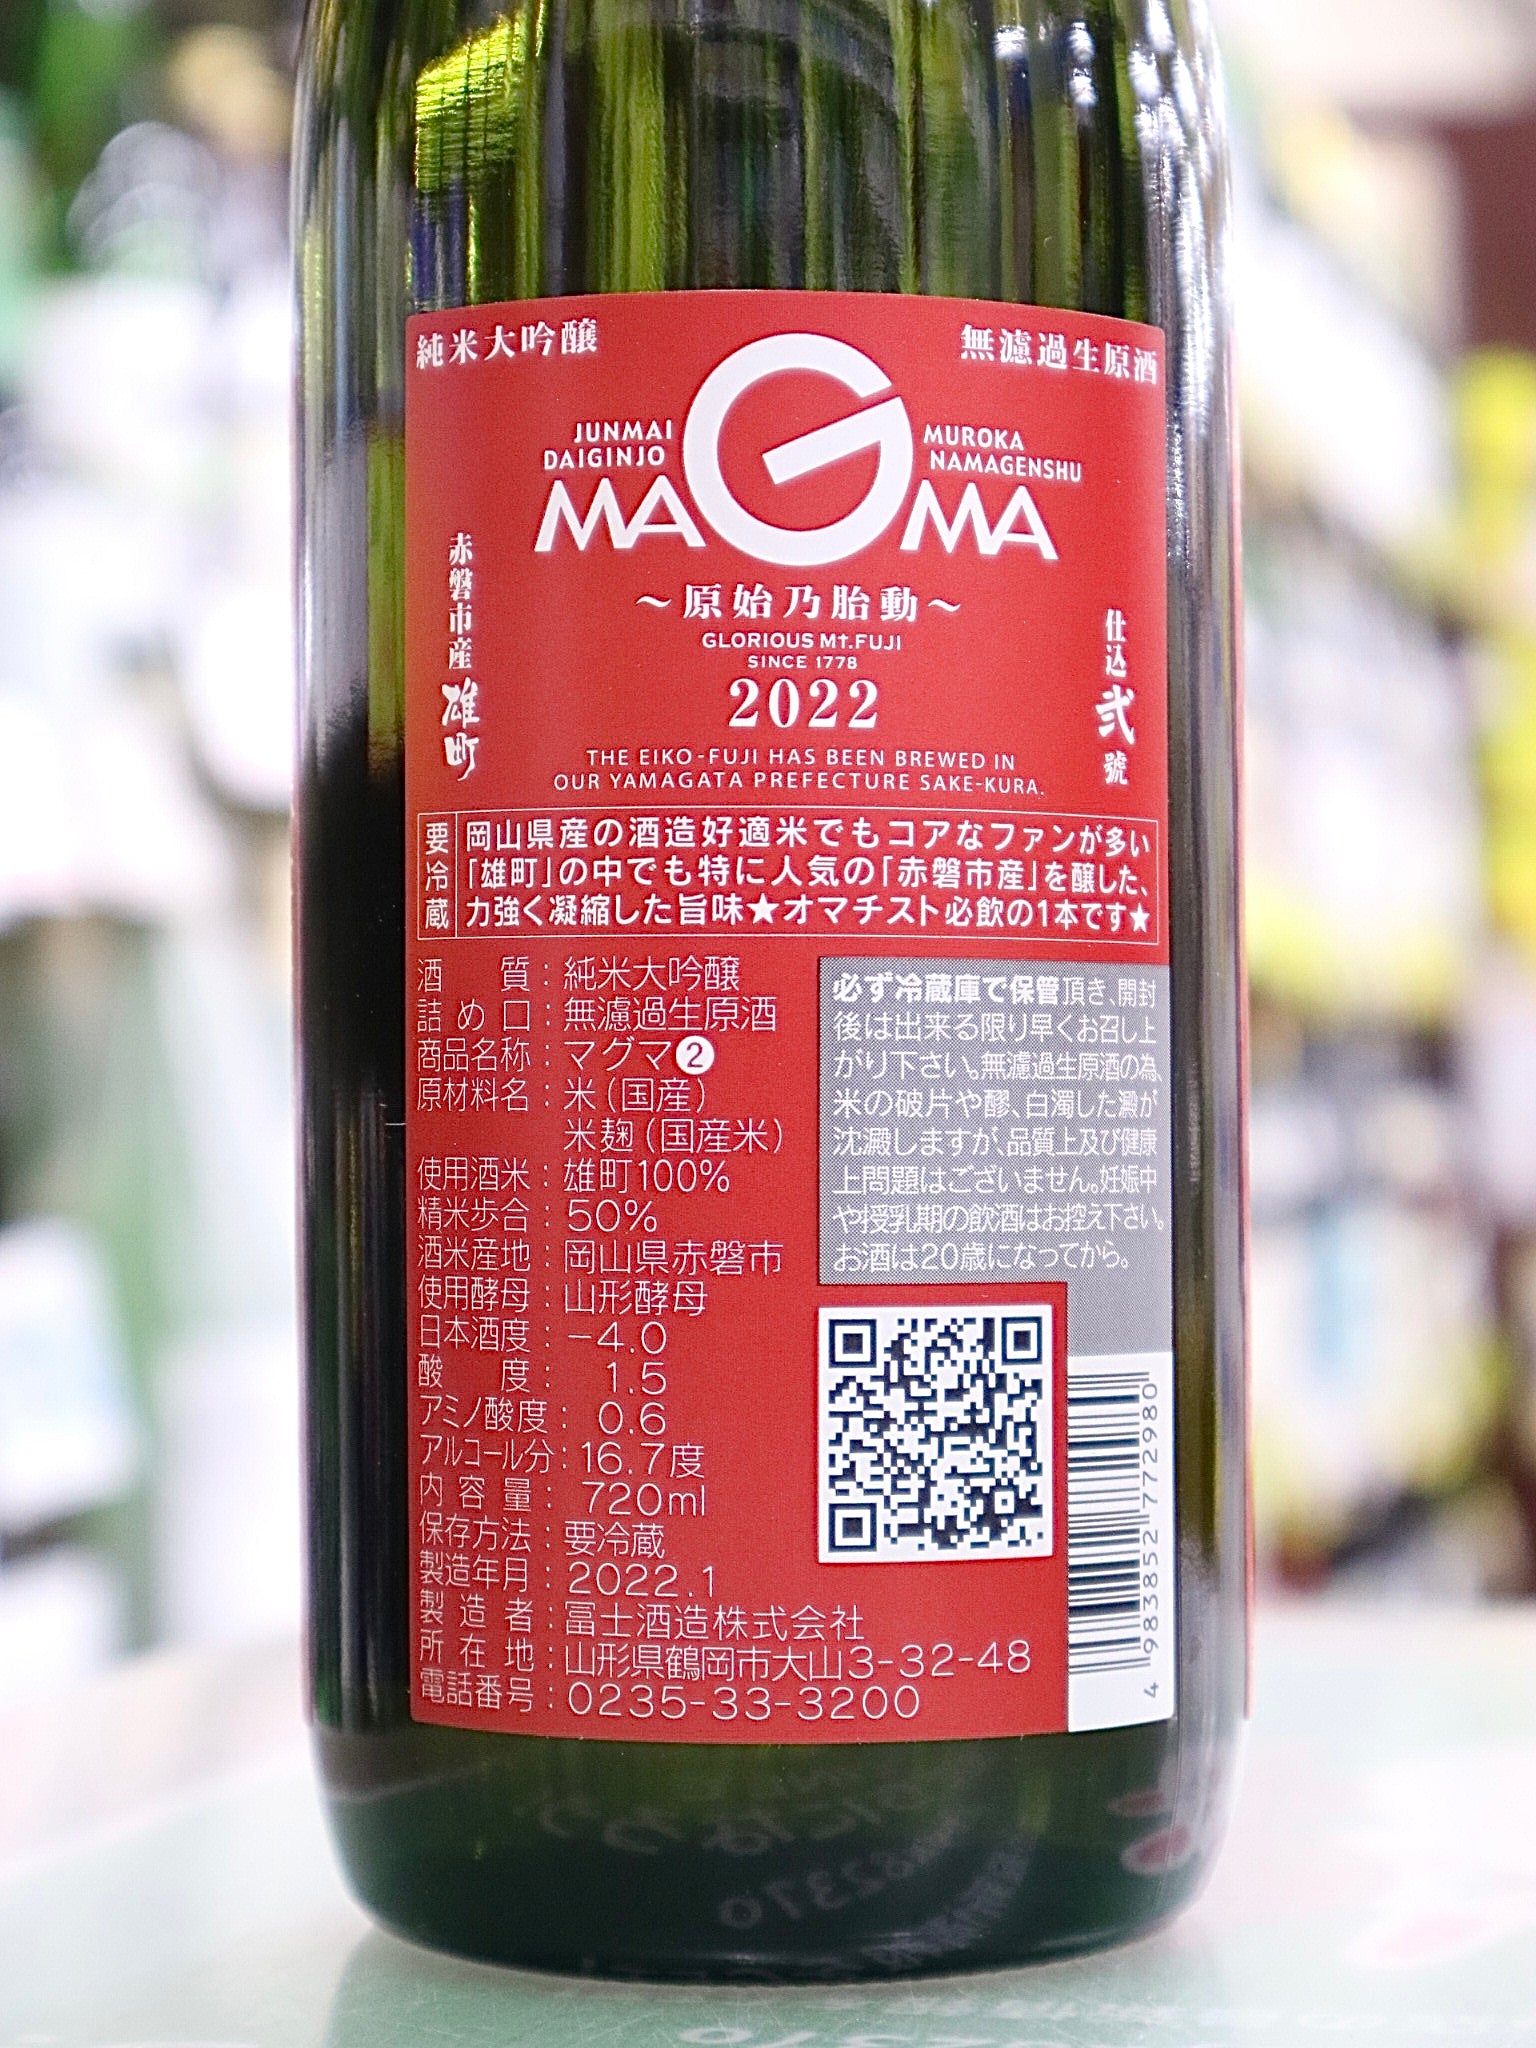 純米大吟醸
無濾過生原酒
JUNMAI
DAIGINJO
MUROKA
NAMAGENSHU
MAGMA
～原始乃胎動～
GLORIOUS Mt.FUJI
SINCE 1778
2022
赤磐市産 雄町
仕込弐號
THE EIKO-FUJI HAS BEEN BREWED IN
OUR YAMAGATA PREFECTURE SAKE-KURA.
要冷蔵
岡山県産の酒造好適米でもコアなファンが多い
「雄町」の中でも特に人気の「赤磐市産」を醸した、
力強く凝縮した旨味★オマチスト必飲の1本です★
酒質：純米大吟醸
詰め口：無濾過生原酒
商品名称：マグマ❷
原材料名：米（国産）
米麹（国産米）
使用酒米：雄町100%
精米歩合：50%
酒米産地：岡山県赤磐市
使用酵母：山形酵母
日本酒度：−4.0
酸度：1.5
アミノ酸度：0.6
アルコール分：16.7度
内容量：720ml
保存方法：要冷蔵
製造年月：2022.1
製造者：冨士酒造株式会社
所在地：山形県鶴岡市大山3-32-48
電話番号：0235-33-3200
必ず冷蔵庫で保管頂き、開封
後は出来る限り早くお召し上
がり下さい。無濾過生原酒の為、
米の破片や醪、白濁した澱が
沈澱しますが、品質上及び健康
上問題はございません。妊娠中
や授乳期の飲酒はお控え下さい。
お酒は20歳になってから。
4 983852 772980